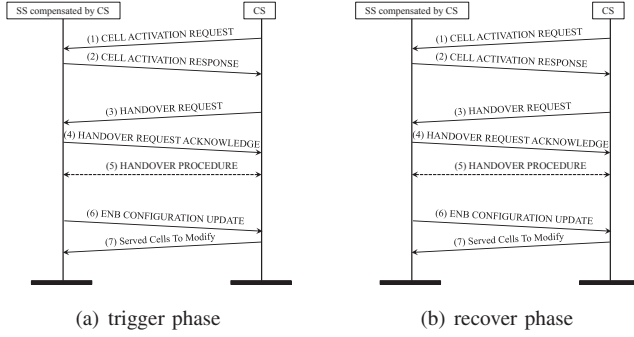 SS compensated by CS
CS
(1) CELL ACTIVATION REQUEST
(2) CELL ACTIVATION RESPONSE
(3) HANDOVER REQUEST
(4) HANDOVER REQUEST ACKNOWLEDGE
(5) HANDOVER PROCEDURE
(6) ENB CONFIGURATION UPDATE
(7) Served Cells To Modify
(a) trigger phase
SS compensated by CS
CS
(1) CELL ACTIVATION REQUEST
(2) CELL ACTIVATION RESPONSE
(3) HANDOVER REQUEST
(4) HANDOVER REQUEST ACKNOWLEDGE
(5) HANDOVER PROCEDURE
(6) ENB CONFIGURATION UPDATE
(7) Served Cells To Modify
(b) recover phase